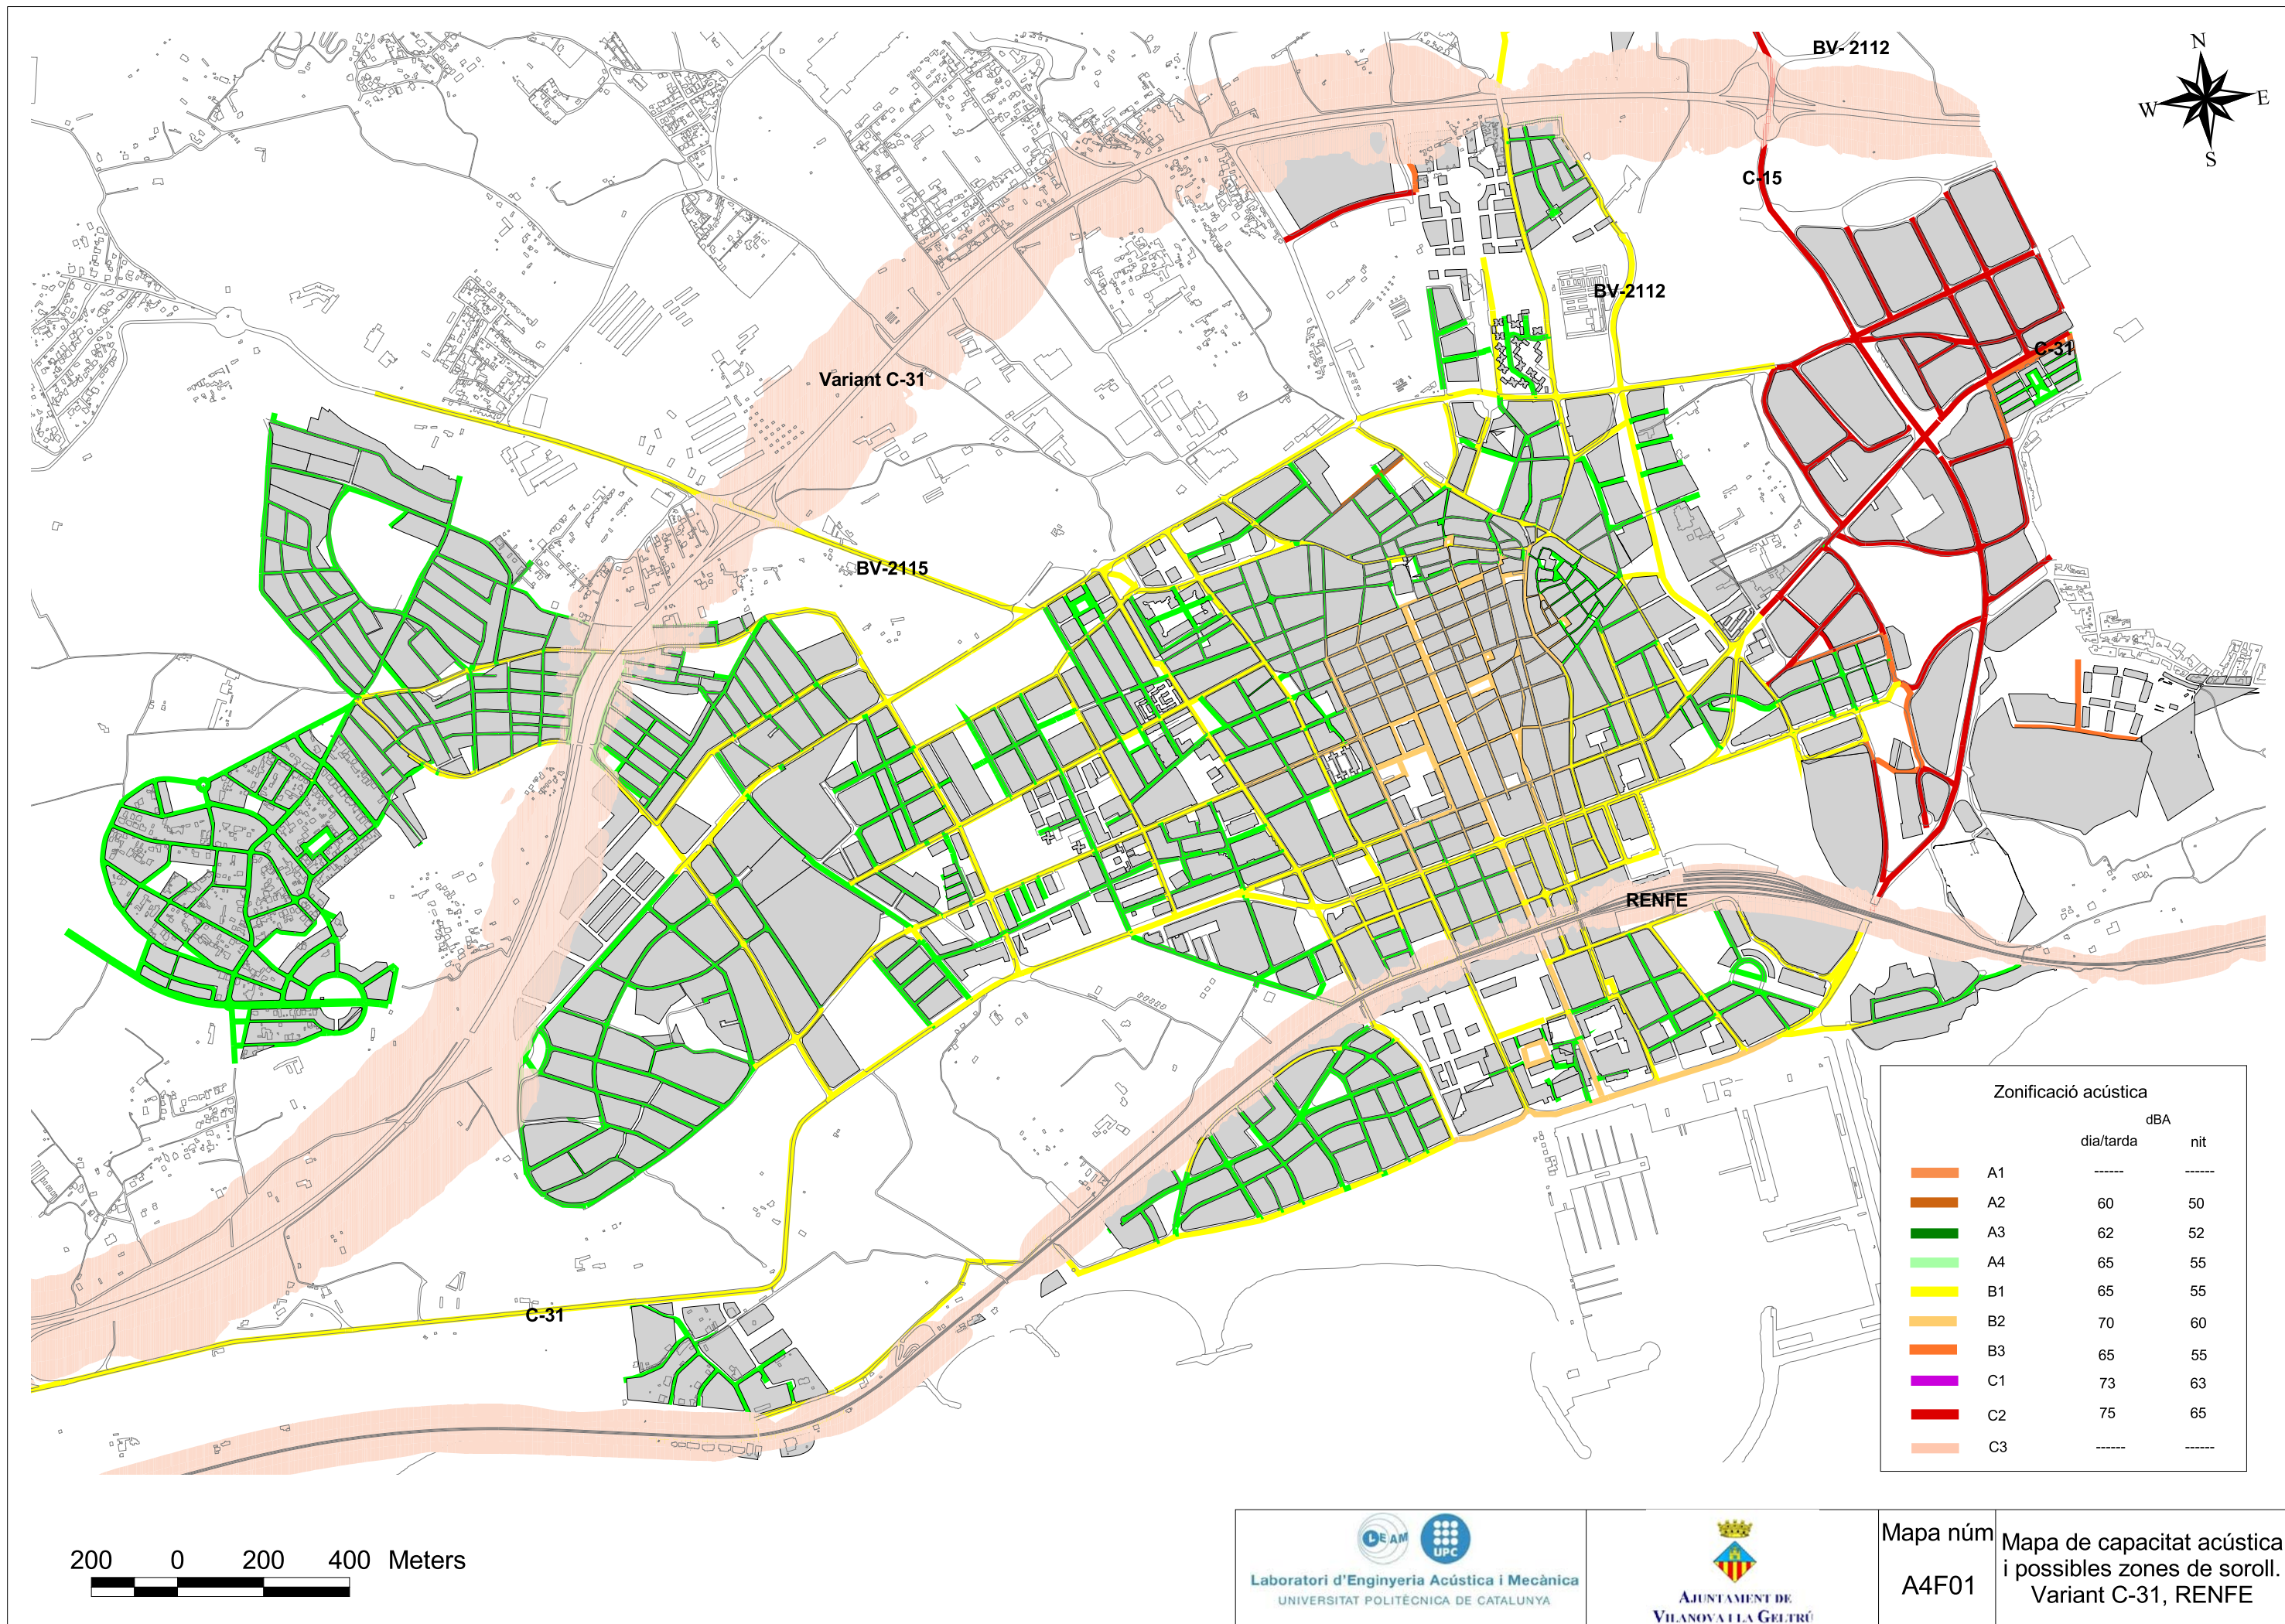 BV- 2112
N
W
E
S
C-15
BV-2112
C-31
Variant C-31
BV-2115
RENFE
C-31
Zonificació acústica
dBA
dia/tarda nit
A1 ------ ------
A2 60 50
A3 62 52
A4 65 55
B1 65 55
B2 70 60
B3 65 55
C1 73 63
C2 75 65
C3 ------ ------
200 0 200 400 Meters
LEAM
UPC
Laboratori d'Enginyeria Acústica i Mecànica
UNIVERSITAT POLITÈCNICA DE CATALUNYA
AJUNTAMENT DE
VILANOVA I LA GELTRÚ
Mapa núm
A4F01
Mapa de capacitat acústica
i possibles zones de soroll.
Variant C-31, RENFE